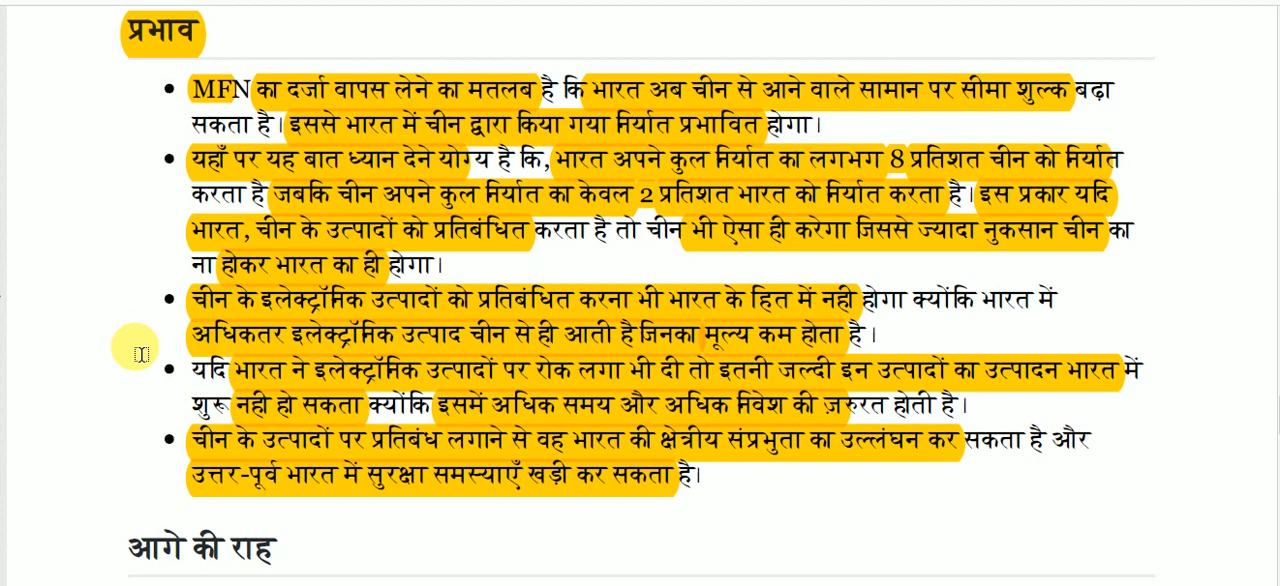 प्रभाव
MFN का दर्जा वापस लेने का मतलब है कि भारत अब चीन से आने वाले सामान पर सीमा शुल्क बढ़ा
सकता है। इससे भारत में चीन द्वारा किया गया निर्यात प्रभावित होगा।
यहाँ पर यह बात ध्यान देने योग्य है कि, भारत अपने कुल निर्यात का लगभग 8 प्रतिशत चीन को निर्यात
करता है जबकि चीन अपने कुल निर्यात का केवल 2 प्रतिशत भारत को निर्यात करता है। इस प्रकार यदि
भारत, चीन के उत्पादों को प्रतिबंधित करता है तो चीन भी ऐसा ही करेगा जिससे ज्यादा नुकसान चीन का
ना होकर भारत का ही होगा।
चीन के इलेक्ट्रॉनिक उत्पादों को प्रतिबंधित करना भी भारत के हित में नही होगा क्योंकि भारत में
अधिकतर इलेक्ट्रॉनिक उत्पाद चीन से ही आती है जिनका मूल्य कम होता है।
यदि भारत ने इलेक्ट्रॉनिक उत्पादों पर रोक लगा भी दी तो इतनी जल्दी इन उत्पादों का उत्पादन भारत में
शुरू नही हो सकता क्योंकि इसमें अधिक समय और अधिक निवेश की ज़रुरत होती है।
चीन के उत्पादों पर प्रतिबंध लगाने से वह भारत की क्षेत्रीय संप्रभुता का उल्लंघन कर सकता है और
उत्तर-पूर्व भारत में सुरक्षा समस्याएँ खड़ी कर सकता है।
आगे की राह